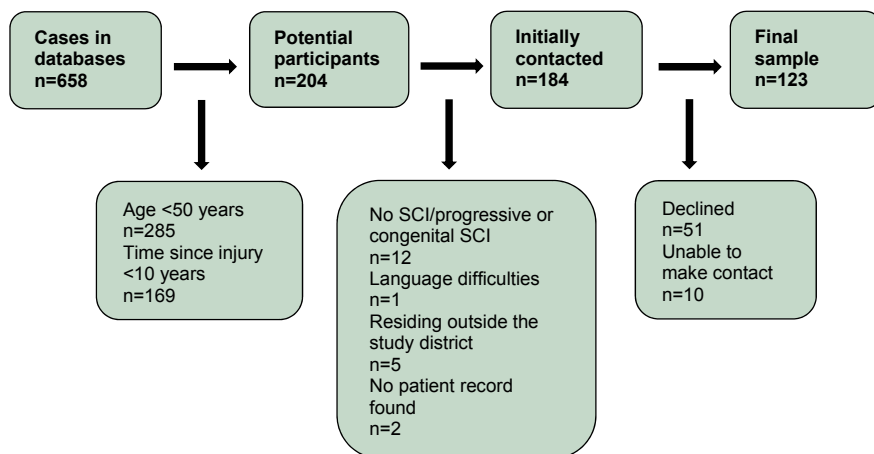 Cases in
databases
n=658
Potential
participants
n=204
Initially
contacted
n=184
Final
sample
n=123
Age <50 years
n=285
Time since injury
<10 years
n=169
No SCI/progressive or
congenital SCI
n=12
Language difficulties
n=1
Residing outside the
study district
n=5
No patient record
found
n=2
Declined
n=51
Unable to
make contact
n=10